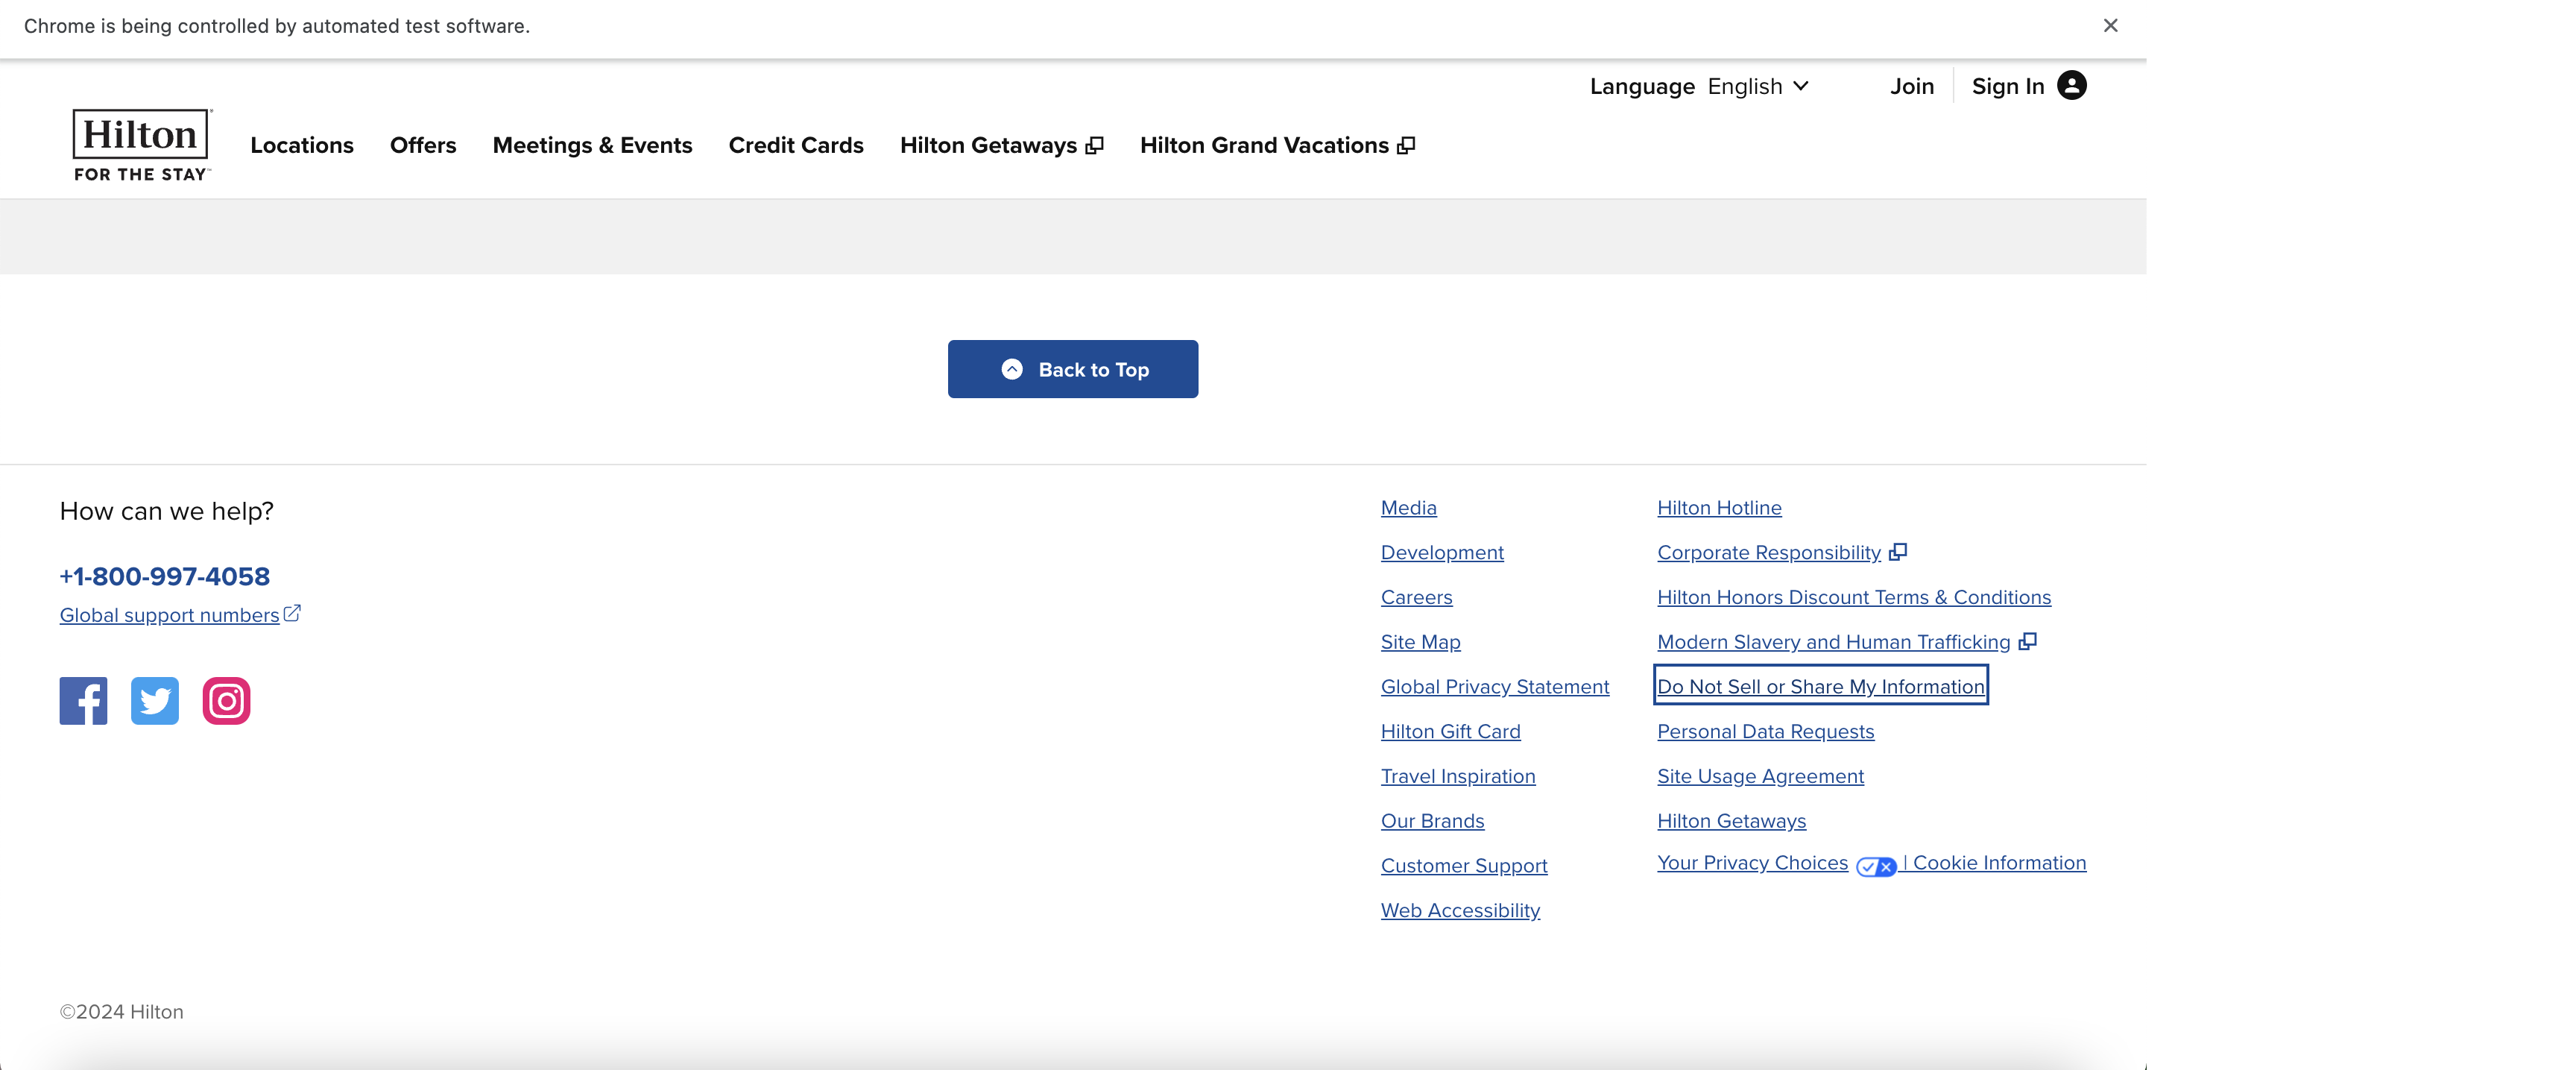 Chrome is being controlled by automated test software.
Language English
Join
Sign In
Hilton
FOR THE STAY
Locations
Offers
Meetings & Events
Credit Cards
Hilton Getaways
Hilton Grand Vacations
Back to Top
How can we help?
+1-800-997-4058
Global support numbers
Media
Development
Careers
Site Map
Global Privacy Statement
Hilton Gift Card
Travel Inspiration
Our Brands
Customer Support
Web Accessibility
Hilton Hotline
Corporate Responsibility
Hilton Honors Discount Terms & Conditions
Modern Slavery and Human Trafficking
Do Not Sell or Share My Information
Personal Data Requests
Site Usage Agreement
Hilton Getaways
Your Privacy Choices | Cookie Information
©2024 Hilton